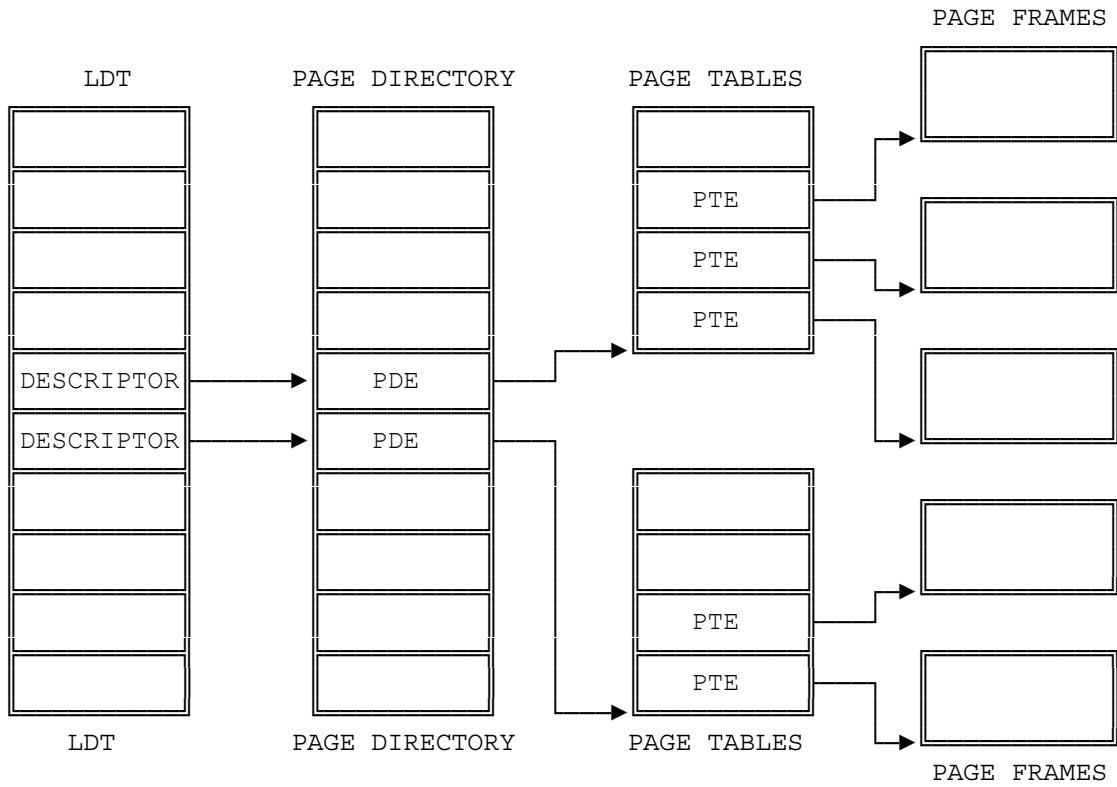 PAGE FRAMES
LDT PAGE DIRECTORY PAGE TABLES
PTE
PTE
PTE
DESCRIPTOR PDE
DESCRIPTOR PDE
PTE
PTE
LDT PAGE DIRECTORY PAGE TABLES
PAGE FRAMES